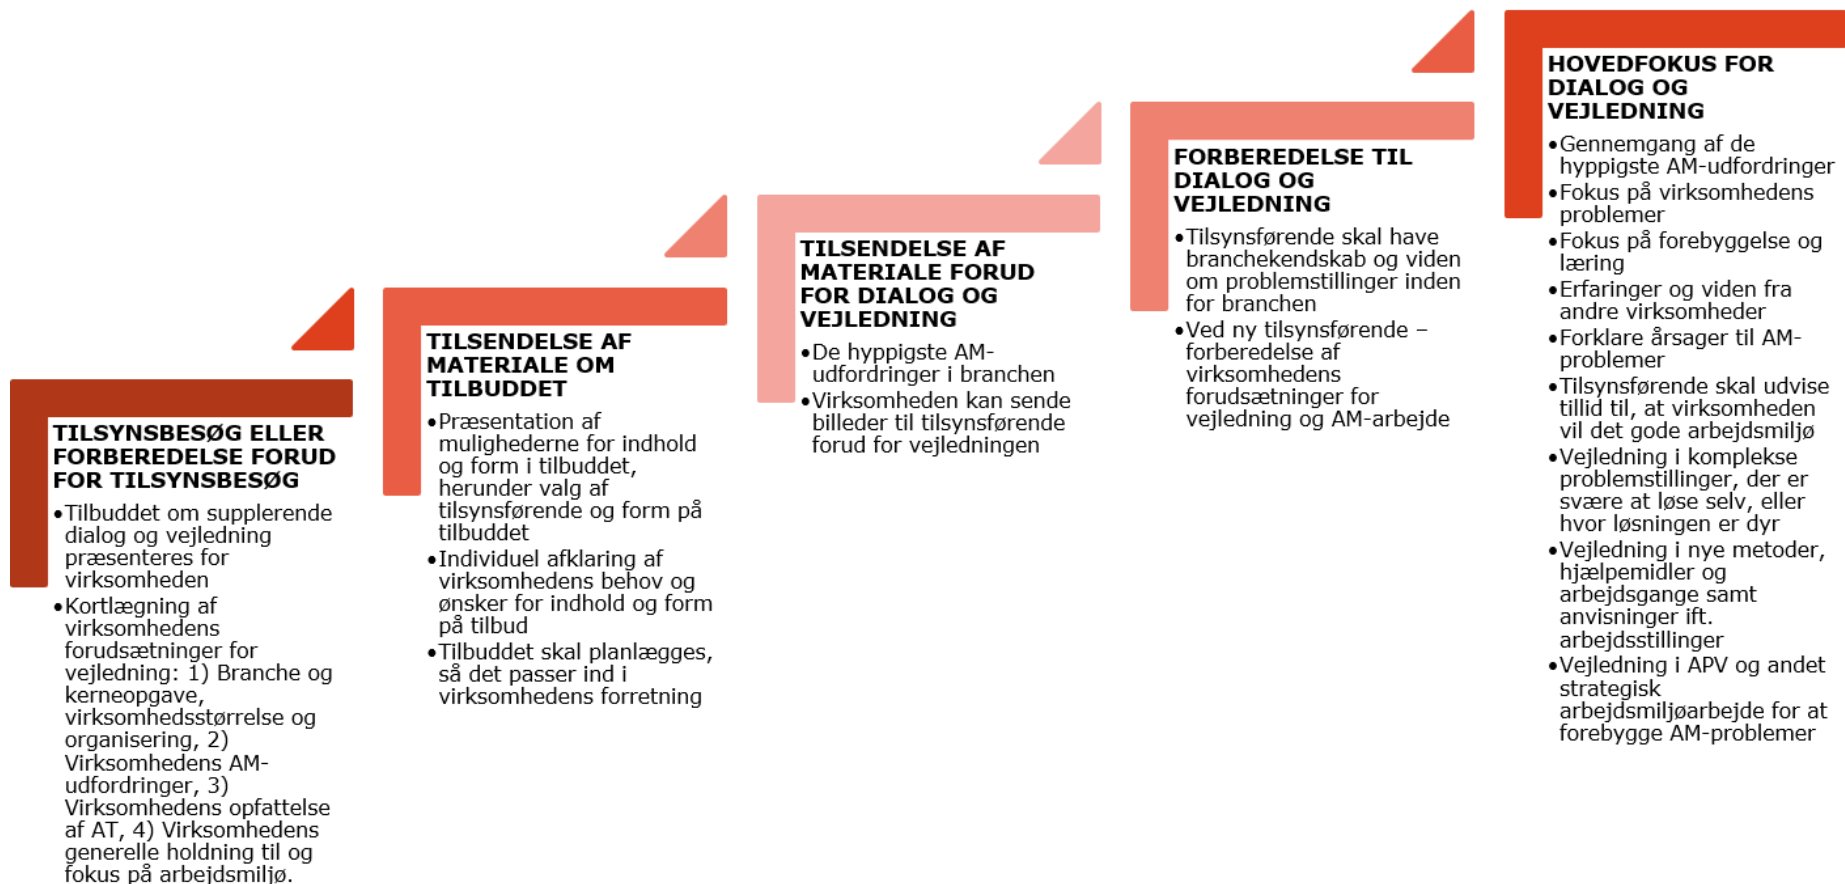 TILSYNSBESØG ELLER
FORBEREDELSE FORUD
FOR TILSYNSBESØG
•Tilbuddet om supplerende
dialog og vejledning
præsenteres for
virksomheden
•Kortlægning af
virksomhedens
forudsætninger for
vejledning: 1) Branche og
kerneopgave,
virksomhedsstørrelse og
organisering, 2)
Virksomhedens AM-
udfordringer, 3)
Virksomhedens opfattelse
af AT, 4) Virksomhedens
generelle holdning til og
fokus på arbejdsmiljø.
TILSENDELSE AF
MATERIALE OM
TILBUDDET
•Præsentation af
mulighederne for indhold
og form i tilbuddet,
herunder valg af
tilsynsførende og form på
tilbuddet
•Individuel afklaring af
virksomhedens behov og
ønsker for indhold og form
på tilbud
•Tilbuddet skal planlægges,
så det passer ind i
virksomhedens forretning
TILSENDELSE AF
MATERIALE FORUD
FOR DIALOG OG
VEJLEDNING
•De hyppigste AM-
udfordringer i branchen
•Virksomheden kan sende
billeder til tilsynsførende
forud for vejledningen
FORBEREDELSE TIL
DIALOG OG
VEJLEDNING
•Tilsynsførende skal have
branchekendskab og viden
om problemstillinger inden
for branchen
•Ved ny tilsynsførende –
forberedelse af
virksomhedens
forudsætninger for
vejledning og AM-arbejde
HOVEDFOKUS FOR
DIALOG OG
VEJLEDNING
•Gennemgang af de
hyppigste AM-udfordringer
•Fokus på virksomhedens
problemer
•Fokus på forebyggelse og
læring
•Erfaringer og viden fra
andre virksomheder
•Forklare årsager til AM-
problemer
•Tilsynsførende skal udvise
tillid til, at virksomheden
vil det gode arbejdsmiljø
•Vejledning i komplekse
problemstillinger, der er
svære at løse selv, eller
hvor løsningen er dyr
•Vejledning i nye metoder,
hjælpemidler og
arbejdsgange samt
anvisninger ift.
arbejdsstillinger
•Vejledning i APV og andet
strategisk
arbejdsmiljøarbejde for at
forebygge AM-problemer